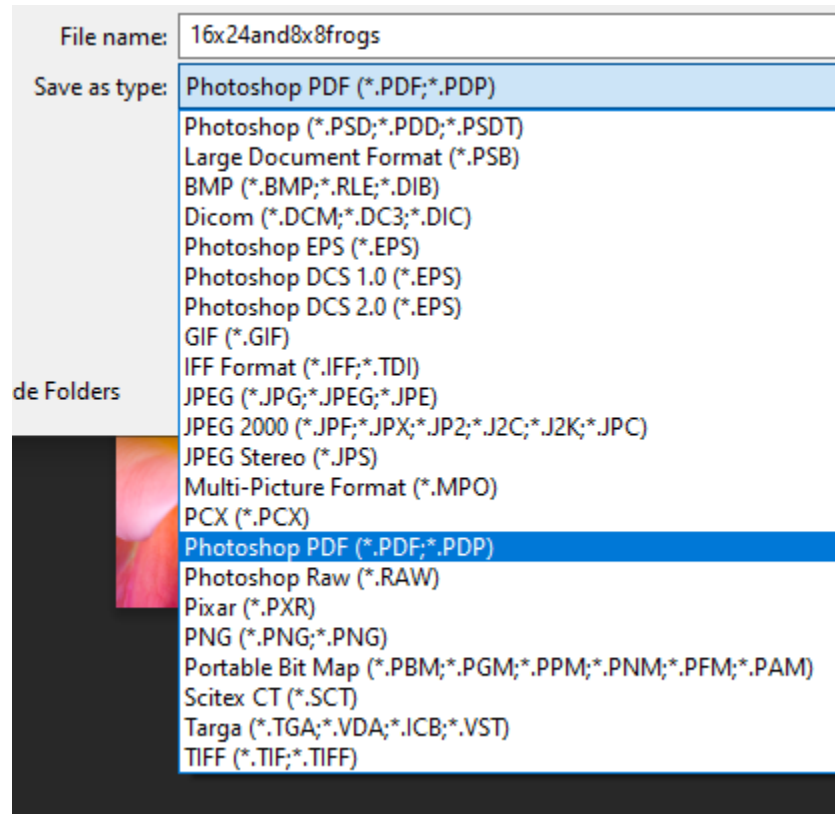 File name: 16x24and8x8frogs
Save as type: Photoshop PDF (*.PDF;*.PDP)
Photoshop (*.PSD;*.PDD;*.PSDT)
Large Document Format (*.PSB)
BMP (*.BMP;*.RLE;*.DIB)
Dicom (*.DCM;*.DC3;*.DIC)
Photoshop EPS (*.EPS)
Photoshop DCS 1.0 (*.EPS)
Photoshop DCS 2.0 (*.EPS)
GIF (*.GIF)
IFF Format (*.IFF;*.TDI)
de Folders
JPEG (*.JPG;*.JPEG;*.JPE)
JPEG 2000 (*.JPF;*.JPX;*.JP2;*.J2C;*.J2K;*.JPC)
JPEG Stereo (*.JPS)
Multi-Picture Format (*.MPO)
PCX (*.PCX)
Photoshop PDF (*.PDF;*.PDP)
Photoshop Raw (*.RAW)
Pixar (*.PXR)
PNG (*.PNG;*.PNG)
Portable Bit Map (*.PBM;*.PGM;*.PPM;*.PNM;*.PFM;*.PAM)
Scitex CT (*.SCT)
Targa (*.TGA;*.VDA;*.ICB;*.VST)
TIFF (*.TIF;*.TIFF)